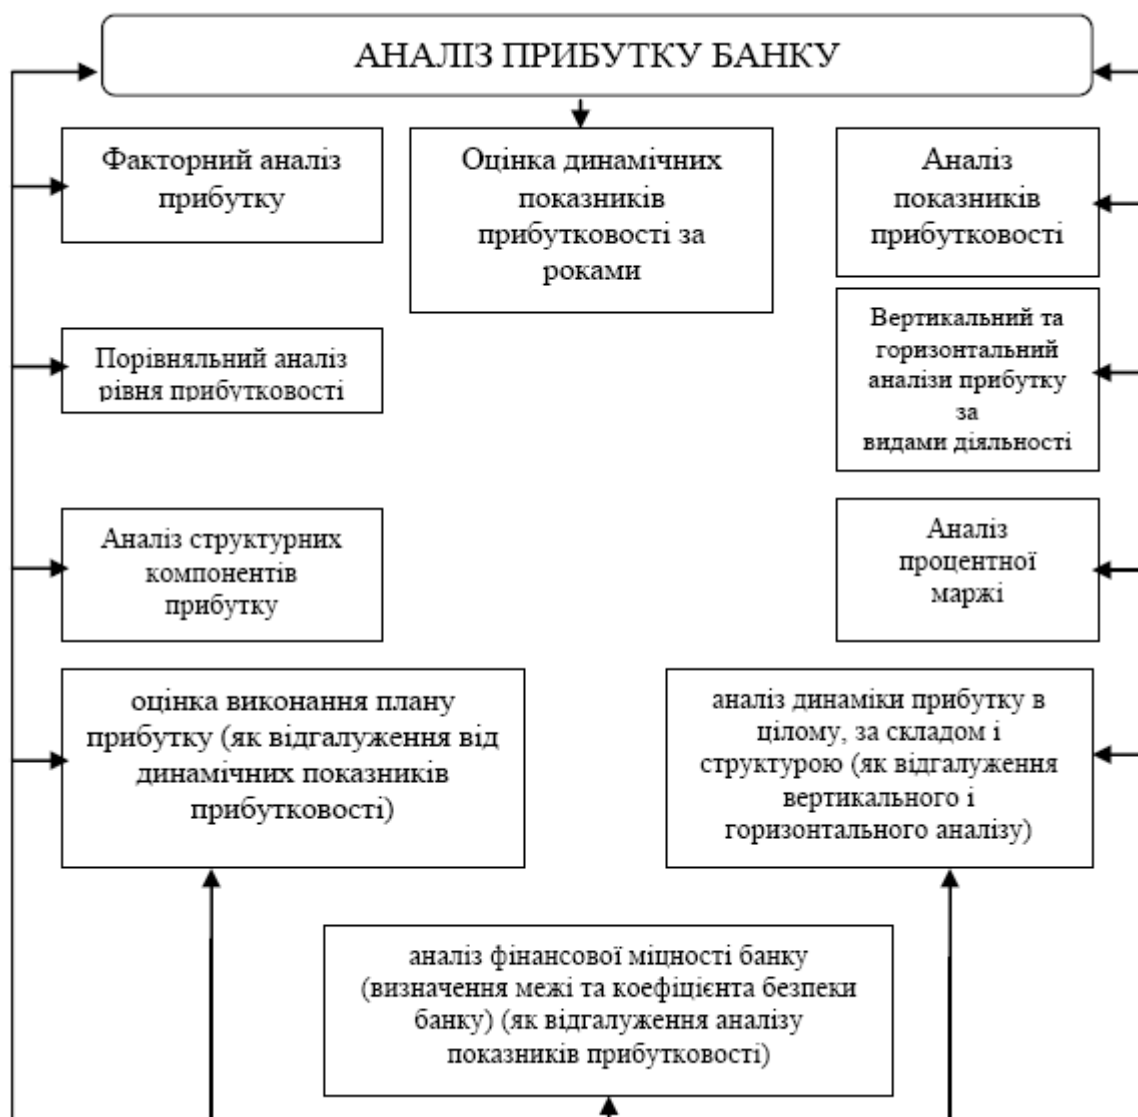 АНАЛІЗ ПРИБУТКУ БАНКУ
Факторний аналіз
прибутку
Оцінка динамічних
показників
прибутковості за
роками
Аналіз
показників
прибутковості
Порівняльний аналіз
рівня прибутковості
Вертикальний та
горизонтальний
аналізи прибутку
за
видами діяльності
Аналіз структурних
компонентів
прибутку
Аналіз
процентної
маржі
оцінка виконання плану
прибутку (як відгалуження від
динамічних показників
прибутковості)
аналіз динаміки прибутку в
цілому, за складом і
структурою (як відгалуження
вертикального і
горизонтального аналізу)
аналіз фінансової міцності банку
(визначення межі та коефіцієнта безпеки
банку) (як відгалуження аналізу
показників прибутковості)